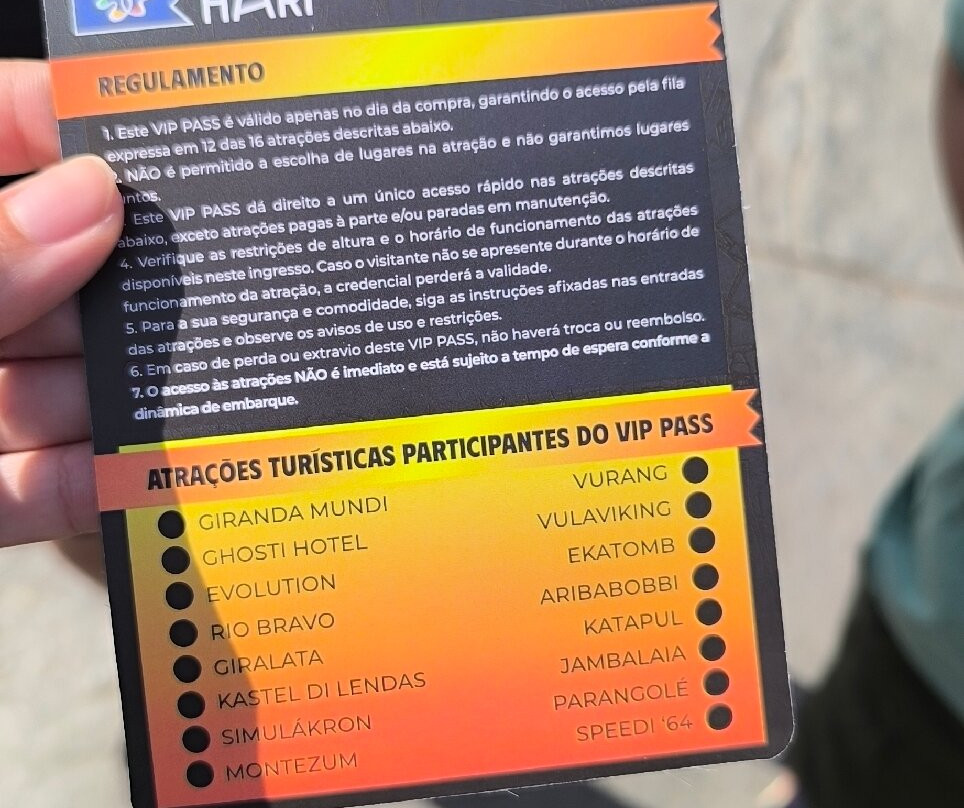 HARI
REGULAMENTO
1. Este VIP PASS é válido apenas no dia da compra, garantindo o acesso pela fila
expressa em 12 das 16 atrações descritas abaixo.
. NÃO é permitido a escolha de lugares na atração e não garantimos lugares
untos.
Este VIP PASS dá direito a um único acesso rápido nas atrações descritas
abaixo, exceto atrações pagas à parte e/ou paradas em manutenção.
4. Verifique as restrições de altura e o horário de funcionamento das atrações
disponíveis neste ingresso. Caso o visitante não se apresente durante o horário de
funcionamento da atração, a credencial perderá a validade.
5. Para a sua segurança e comodidade, siga as instruções afixadas nas entradas
das atrações e observe os avisos de uso e restrições.
6. Em caso de perda ou extravio deste VIP PASS, não haverá troca ou reembolso.
7. O acesso às atrações NÃO é imediato e está sujeito a tempo de espera conforme a
dinâmica de embarque.
ATRAÇÕES TURÍSTICAS PARTICIPANTES DO VIP PASS
GIRANDA MUNDI
GHOSTI HOTEL
EVOLUTION
RIO BRAVO
GIRALATA
KASTEL DI LENDAS
SIMULÁKRON
MONTEZUM
VURANG
VULAVIKING
EKATOMB
ARIBABOBBI
KATAPUL
JAMBALAIA
PARANGOLÉ
SPEEDI ‘64